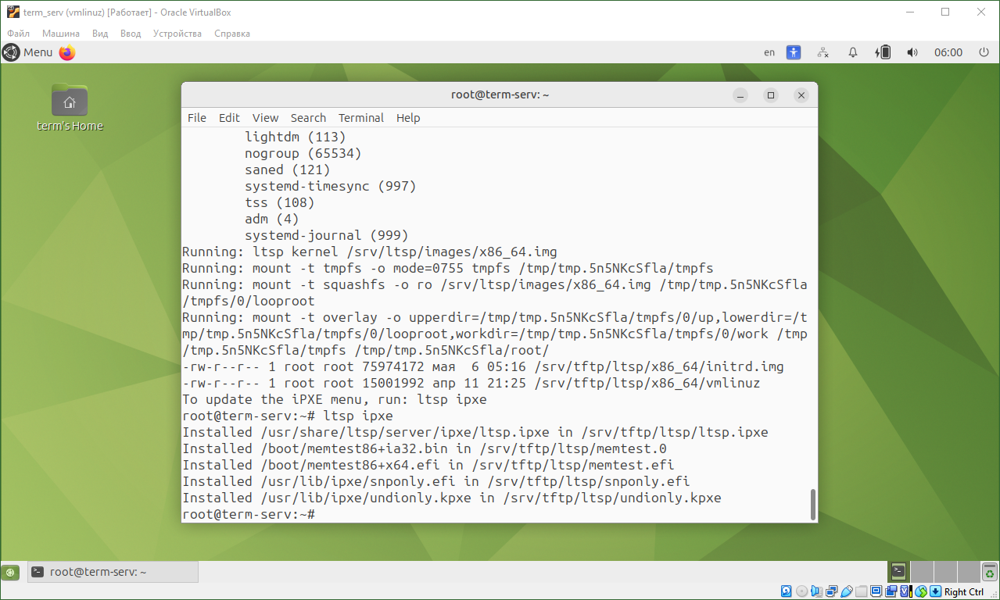 term_serv (vmlinuz) [Работает] - Oracle VirtualBox
Файл Машина Вид Ввод Устройства Справка
Menu en 06:00
term's Home
root@term-serv: ~
File Edit View Search Terminal Help
lightdm (113)
nogroup (65534)
saned (121)
systemd-timesync (997)
tss (108)
adm (4)
systemd-journal (999)
Running: ltsp kernel /srv/ltsp/images/x86_64.img
Running: mount -t tmpfs -o mode=0755 tmpfs /tmp/tmp.5n5NKcSfla/tmpfs
Running: mount -t squashfs -o ro /srv/ltsp/images/x86_64.img /tmp/tmp.5n5NKcSfla
/tmpfs/0/looproot
Running: mount -t overlay -o upperdir=/tmp/tmp.5n5NKcSfla/tmpfs/0/up,lowerdir=/t
mp/tmp.5n5NKcSfla/tmpfs/0/looproot,workdir=/tmp/tmp.5n5NKcSfla/tmpfs/0/work /tmp
/tmp.5n5NKcSfla/tmpfs /tmp/tmp.5n5NKcSfla/root/
-rw-r--r-- 1 root root 75974172 мая  6 05:16 /srv/tftp/ltsp/x86_64/initrd.img
-rw-r--r-- 1 root root 15001992 апр 11 21:25 /srv/tftp/ltsp/x86_64/vmlinuz
To update the iPXE menu, run: ltsp ipxe
root@term-serv:~# ltsp ipxe
Installed /usr/share/ltsp/server/ipxe/ltsp.ipxe in /srv/tftp/ltsp/ltsp.ipxe
Installed /boot/memtest86+ia32.bin in /srv/tftp/ltsp/memtest.0
Installed /boot/memtest86+x64.efi in /srv/tftp/ltsp/memtest.efi
Installed /usr/lib/ipxe/snponly.efi in /srv/tftp/ltsp/snponly.efi
Installed /usr/lib/ipxe/undionly.kpxe in /srv/tftp/ltsp/undionly.kpxe
root@term-serv:~#
root@term-serv: ~
Right Ctrl